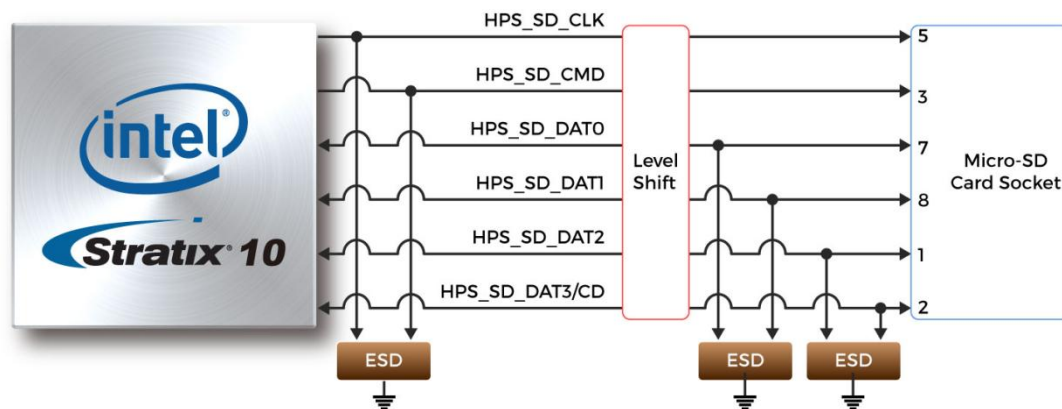 intel®
Stratix® 10
HPS_SD_CLK
HPS_SD_CMD
HPS_SD_DAT0
HPS_SD_DAT1
HPS_SD_DAT2
HPS_SD_DAT3/CD
Level
Shift
5
3
7
8
1
2
Micro-SD
Card Socket
ESD
ESD
ESD